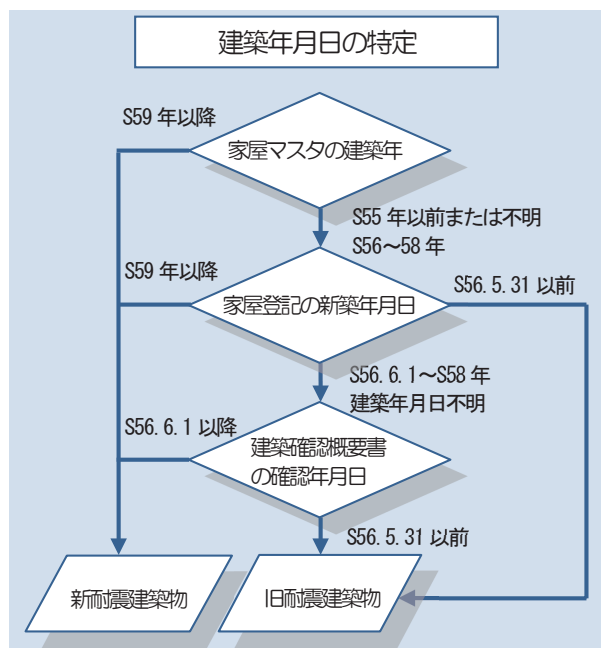 建築年月日の特定
S59 年以降
家屋マスタの建築年
S55 年以前または不明
S56～58 年
S59 年以降
家屋登記の新築年月日
S56.5.31 以前
S56.6.1～S58 年
建築年月日不明
S56.6.1 以降
建築確認概要書
の確認年月日
S56.5.31 以前
新耐震建築物
旧耐震建築物